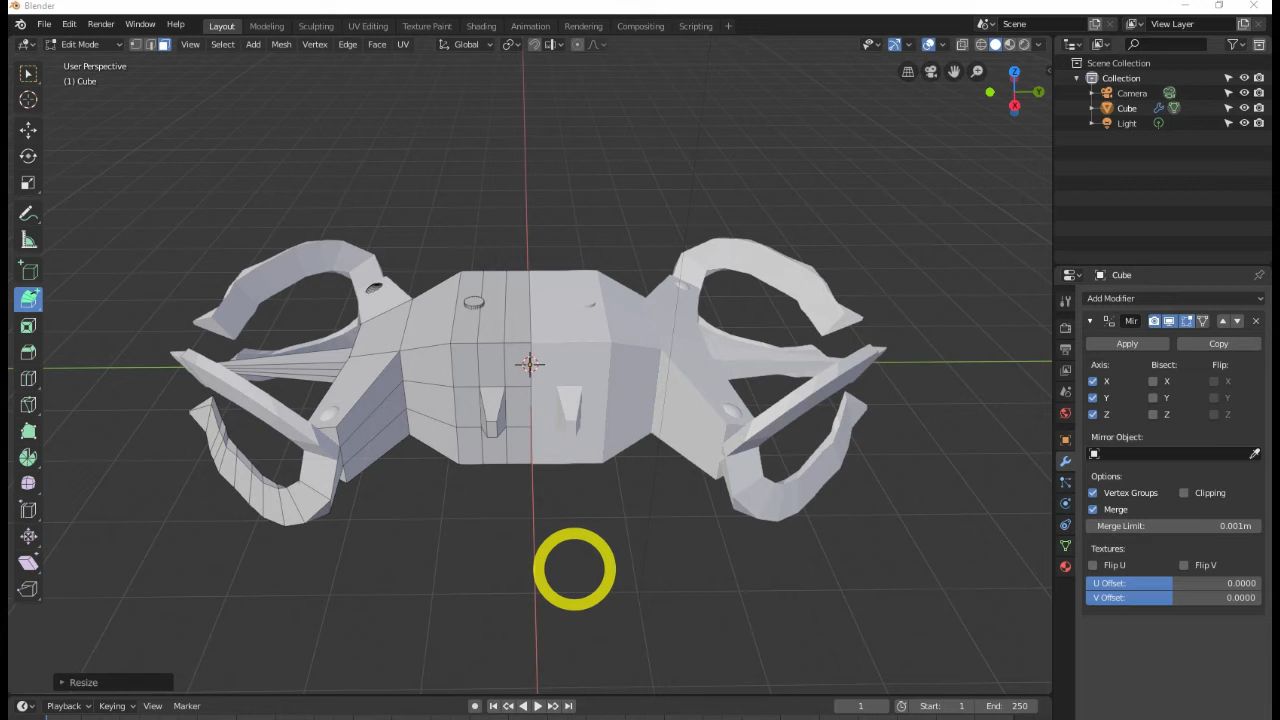 Blender
File Edit Render Window Help Layout Modeling Sculpting UV Editing Texture Paint Shading Animation Rendering Compositing Scripting + Scene View Layer
Edit Mode View Select Add Mesh Vertex Edge Face UV Global
User Perspective
(1) Cube
Z
Y
X
Scene Collection
Collection
Camera
Cube
Light
Cube
Add Modifier
Mir
Apply Copy
Axis: Bisect: Flip:
X X X
Y Y Y
Z Z Z
Mirror Object:
Options:
Vertex Groups Clipping
Merge
Merge Limit: 0.001m
Textures:
Flip U Flip V
U Offset: 0.0000
V Offset: 0.0000
Resize
Playback Keying View Marker 1 Start: 1 End: 250